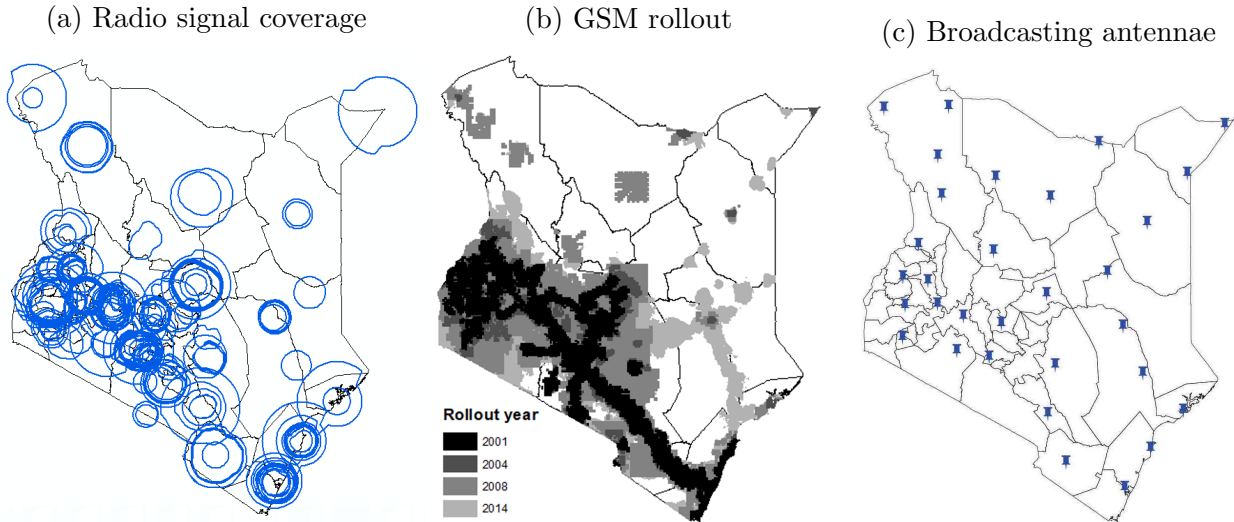 (a) Radio signal coverage
(b) GSM rollout
(c) Broadcasting antennae
Rollout year
2001
2004
2008
2014